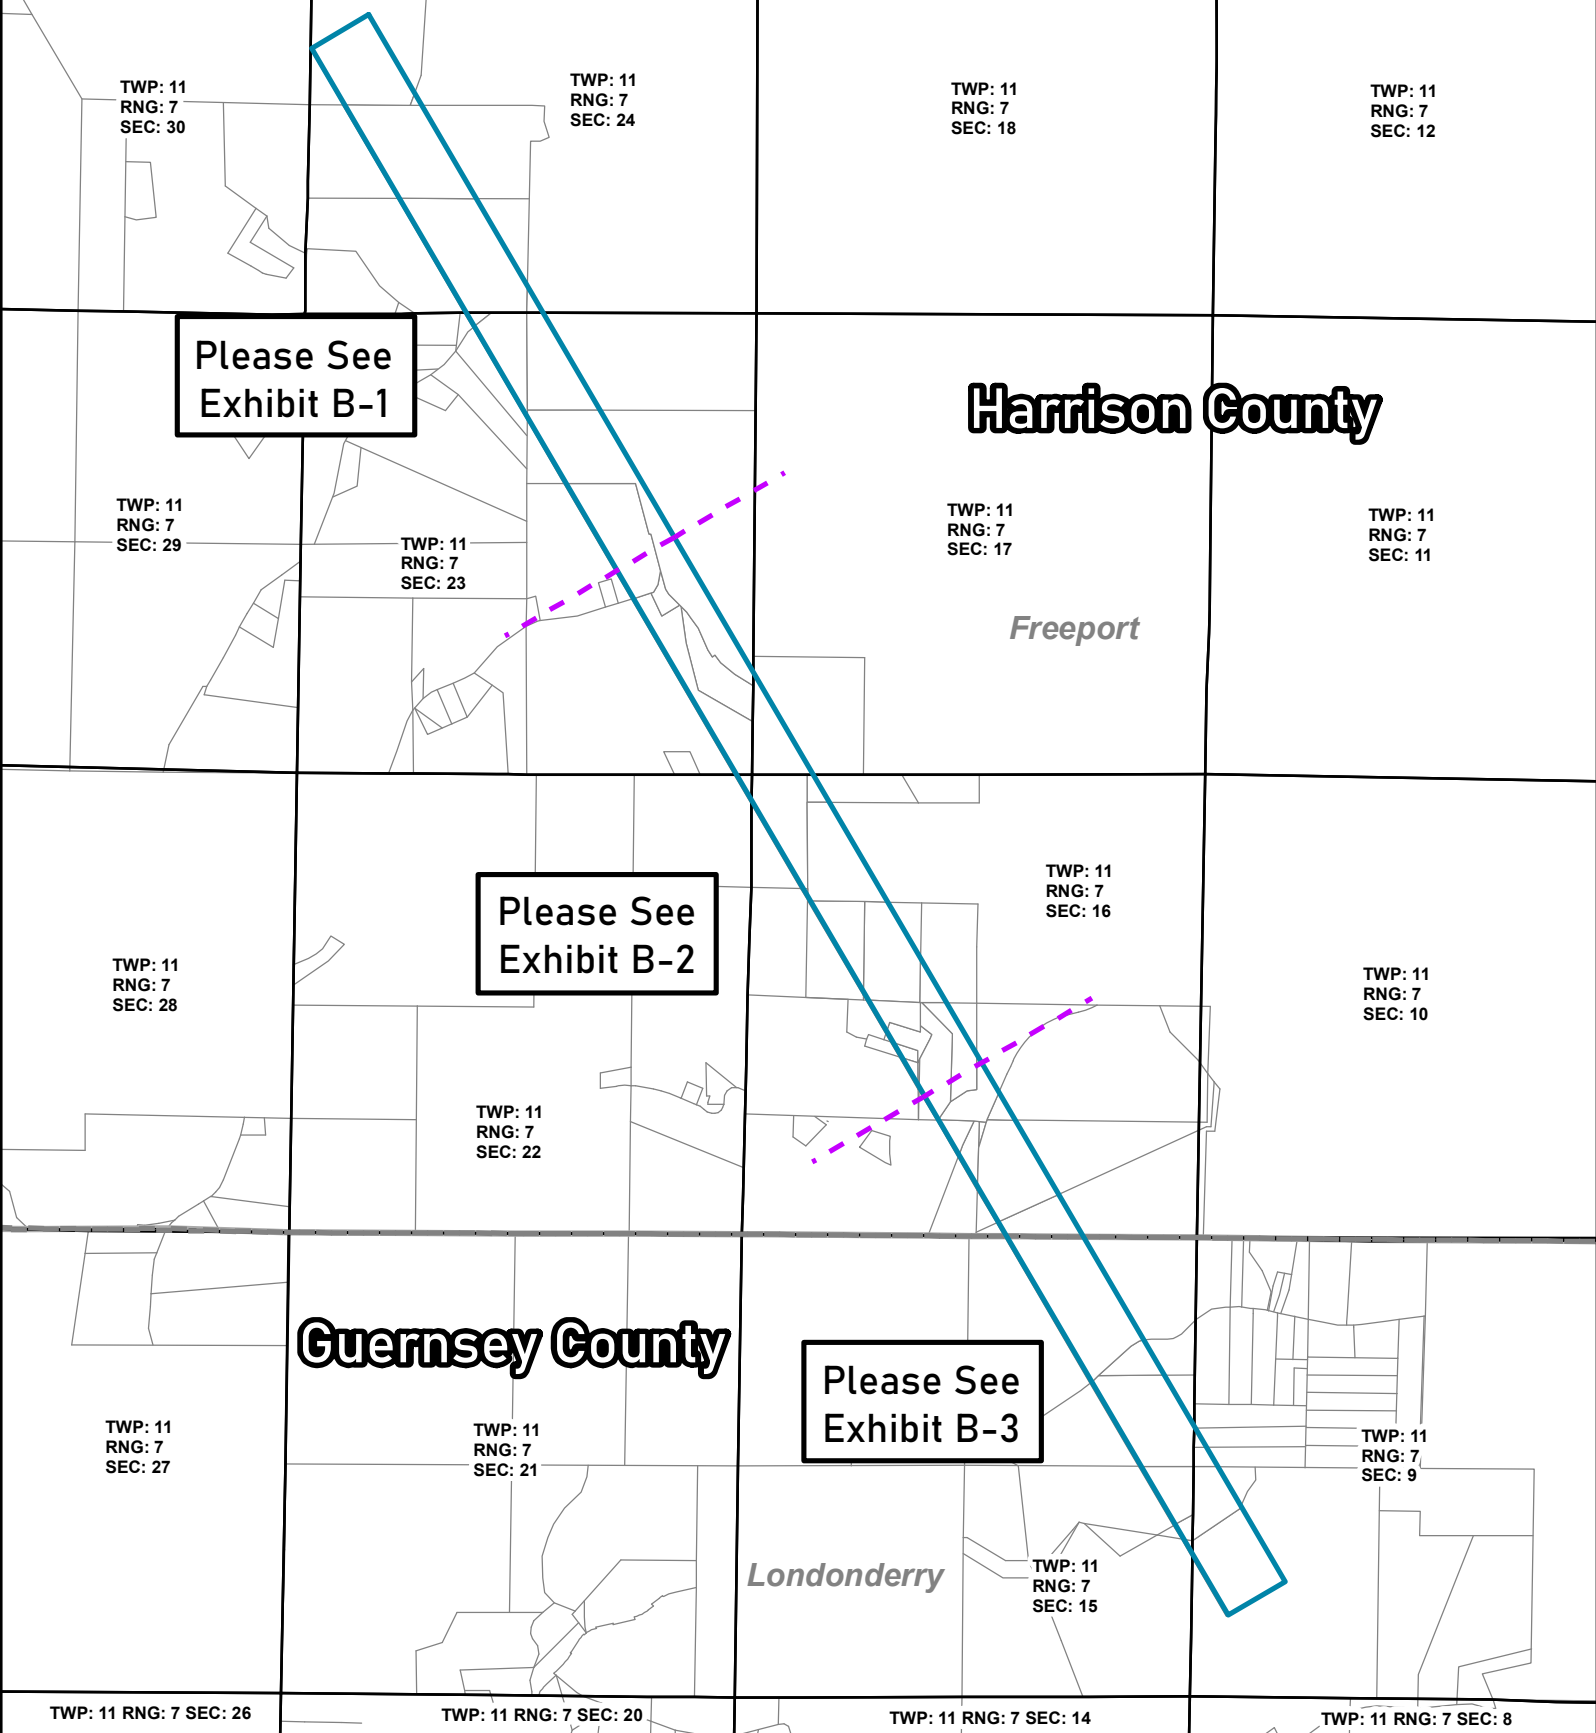 TWP: 11
RNG: 7
SEC: 30
TWP: 11
RNG: 7
SEC: 24
TWP: 11
RNG: 7
SEC: 18
TWP: 11
RNG: 7
SEC: 12
Please See
Exhibit B-1
Harrison County
TWP: 11
RNG: 7
SEC: 29
TWP: 11
RNG: 7
SEC: 23
TWP: 11
RNG: 7
SEC: 17
TWP: 11
RNG: 7
SEC: 11
Freeport
Please See
Exhibit B-2
TWP: 11
RNG: 7
SEC: 16
TWP: 11
RNG: 7
SEC: 28
TWP: 11
RNG: 7
SEC: 10
TWP: 11
RNG: 7
SEC: 22
Guernsey County
Please See
Exhibit B-3
TWP: 11
RNG: 7
SEC: 27
TWP: 11
RNG: 7
SEC: 21
TWP: 11
RNG: 7
SEC: 9
Londonderry
TWP: 11
RNG: 7
SEC: 15
TWP: 11 RNG: 7 SEC: 26
TWP: 11 RNG: 7 SEC: 20
TWP: 11 RNG: 7 SEC: 14
TWP: 11 RNG: 7 SEC: 8